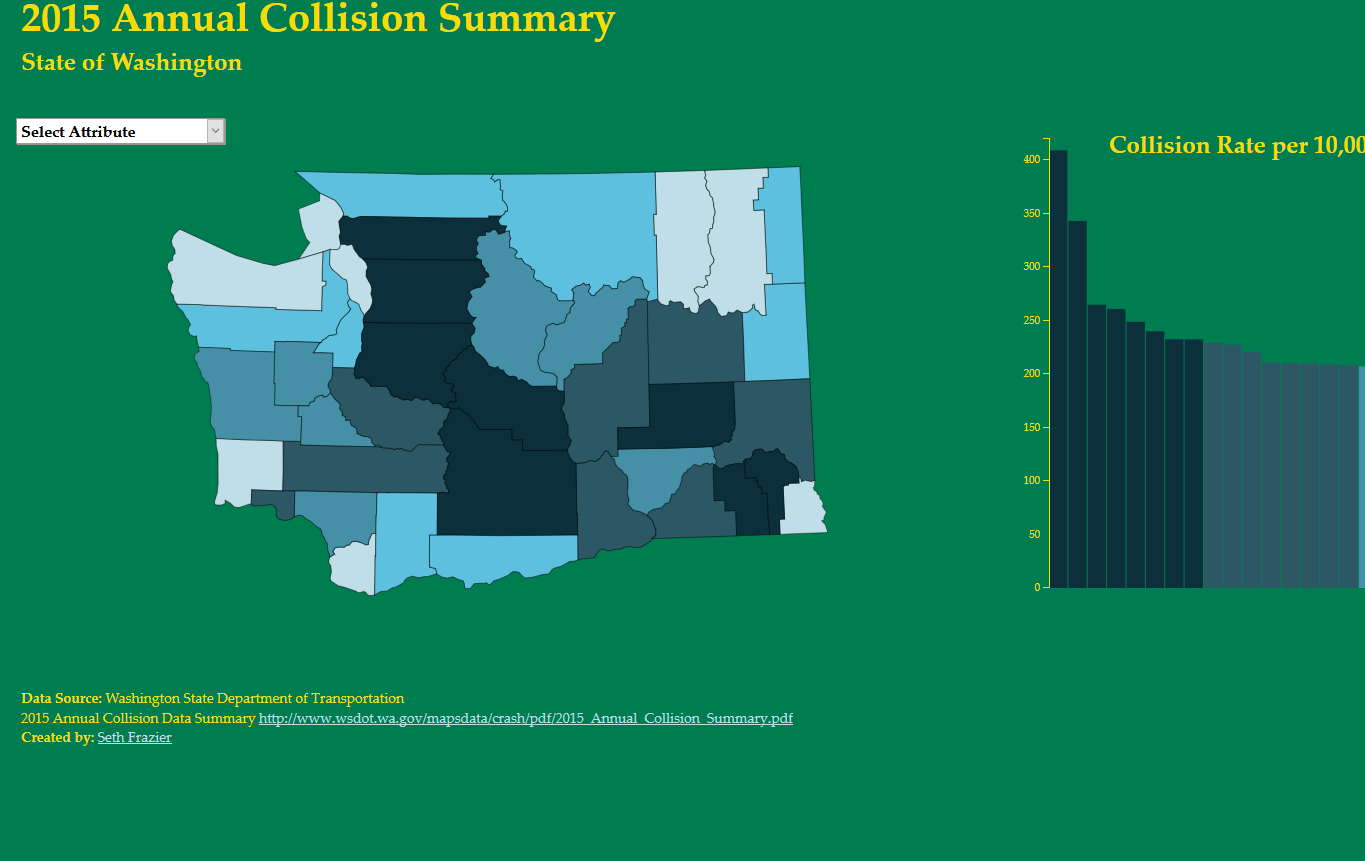 2015 Annual Collision Summary
State of Washington
Select Attribute
Collision Rate per 10,00
400
350
300
250
200
150
100
50
0
Data Source: Washington State Department of Transportation
2015 Annual Collision Data Summary http://www.wsdot.wa.gov/mapsdata/crash/pdf/2015_Annual_Collision_Summary.pdf
Created by: Seth Frazier